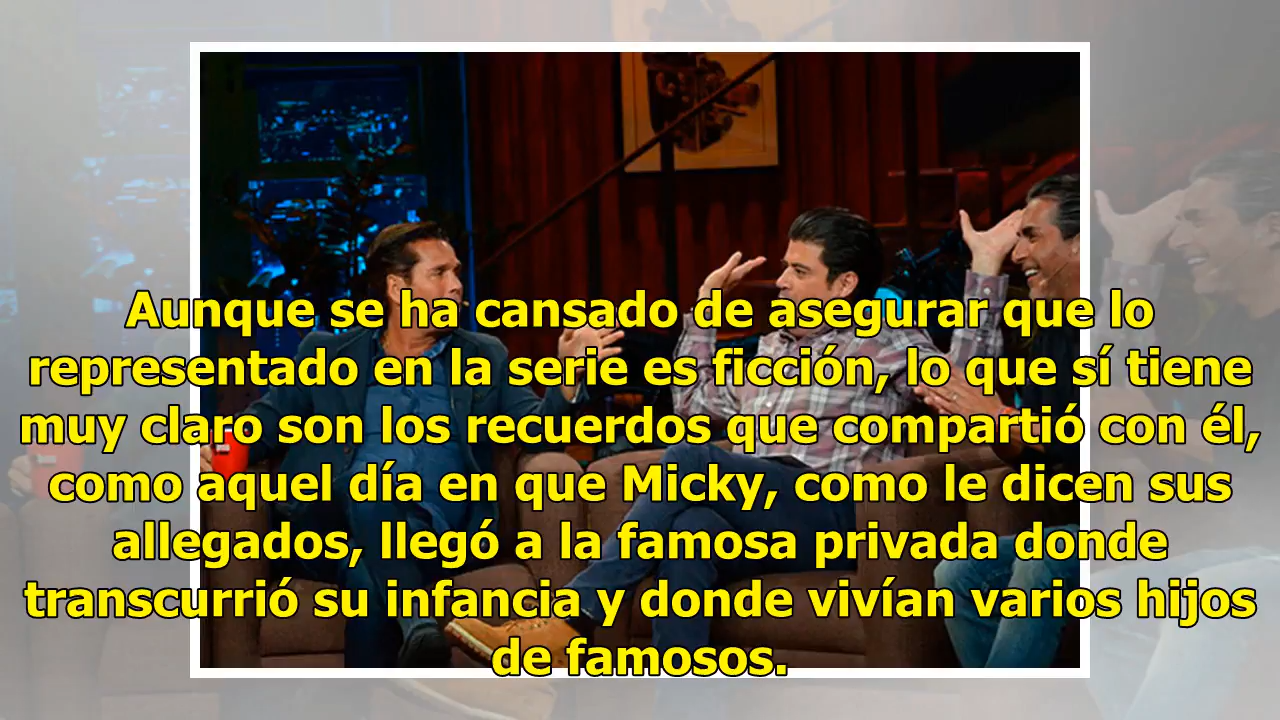 Aunque se ha cansado de asegurar que lo
representado en la serie es ficción, lo que sí tiene
muy claro son los recuerdos que compartió con él,
como aquel día en que Micky, como le dicen sus
allegados, llegó a la famosa privada donde
transcurrió su infancia y donde vivían varios hijos
de famosos.